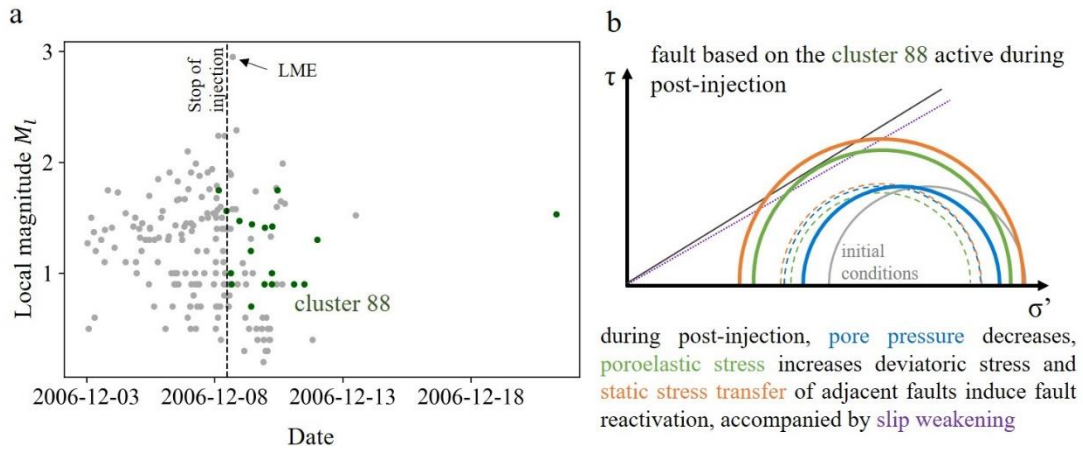 a
3
2
1
Local magnitude Mₗ
Stop of
injection
LME
cluster 88
2006-12-03 2006-12-08 2006-12-13 2006-12-18
Date
b
fault based on the cluster 88 active during
post-injection
τ
initial
conditions
σ'
during post-injection, pore pressure decreases,
poroelastic stress increases deviatoric stress and
static stress transfer of adjacent faults induce fault
reactivation, accompanied by slip weakening